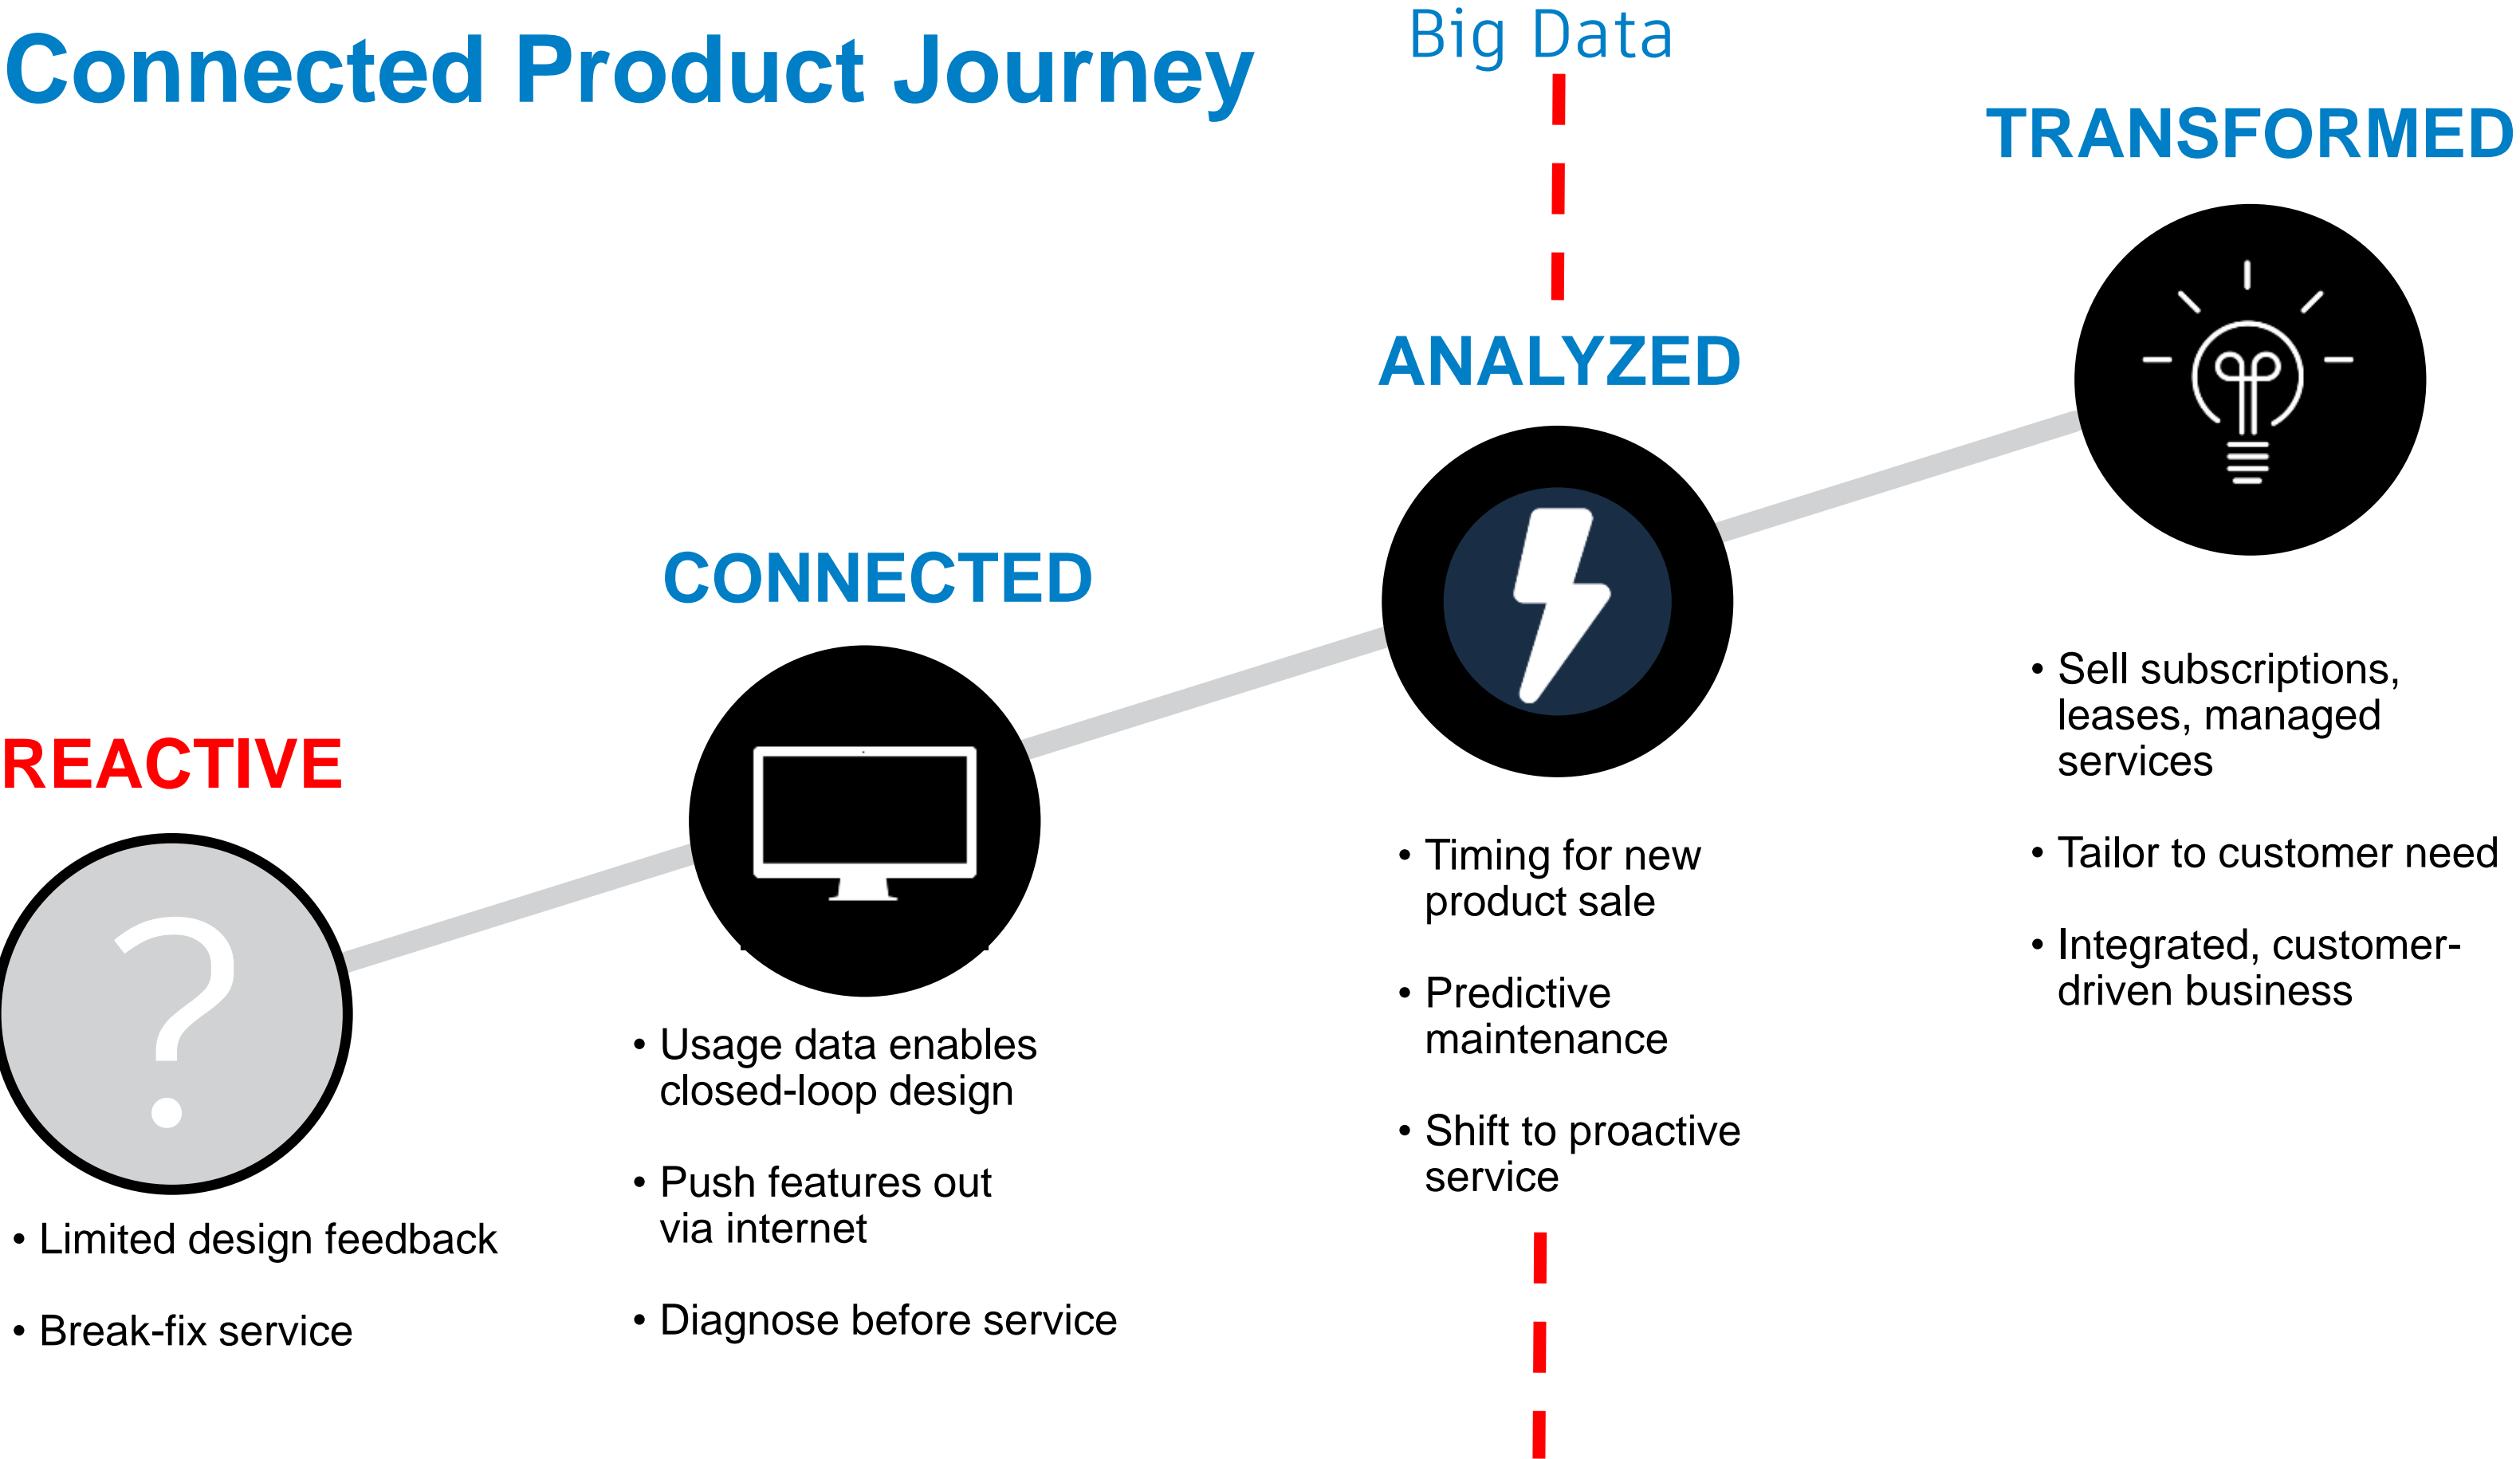 Connected Product Journey
Big Data
TRANSFORMED
ANALYZED
CONNECTED
REACTIVE
?
• Limited design feedback
• Break-fix service
• Usage data enables
closed-loop design
• Push features out
via internet
• Diagnose before service
• Timing for new
product sale
• Predictive
maintenance
• Shift to proactive
service
• Sell subscriptions,
leases, managed
services
• Tailor to customer need
• Integrated, customer-
driven business